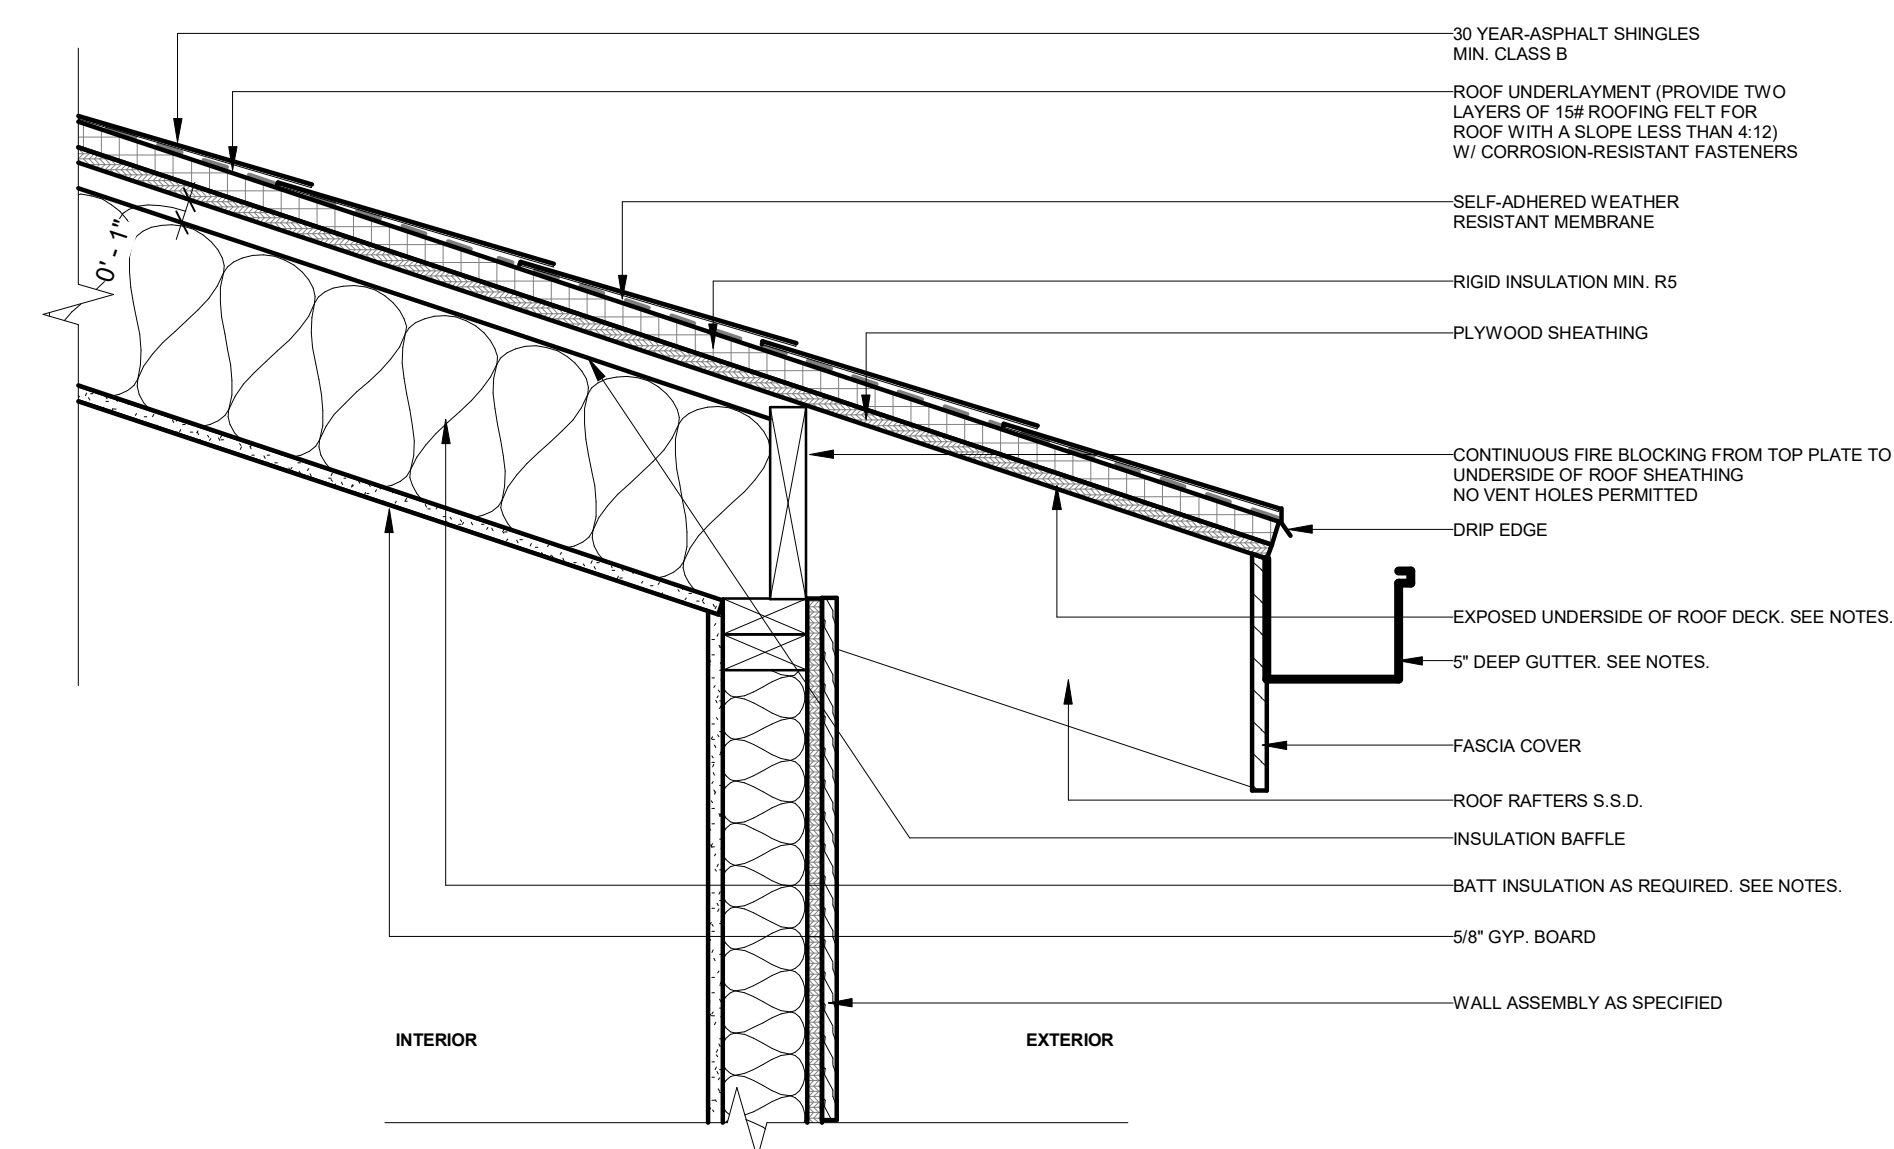 30 YEAR-ASPHALT SHINGLES
MIN. CLASS B
ROOF UNDERLAYMENT (PROVIDE TWO
LAYERS OF 15# ROOFING FELT FOR
ROOF WITH A SLOPE LESS THAN 4:12)
W/ CORROSION-RESISTANT FASTENERS
SELF-ADHERED WEATHER
RESISTANT MEMBRANE
0' - 1"
RIGID INSULATION MIN. R5
PLYWOOD SHEATHING
CONTINUOUS FIRE BLOCKING FROM TOP PLATE TO
UNDERSIDE OF ROOF SHEATHING
NO VENT HOLES PERMITTED
DRIP EDGE
EXPOSED UNDERSIDE OF ROOF DECK. SEE NOTES.
5" DEEP GUTTER. SEE NOTES.
FASCIA COVER
ROOF RAFTERS S.S.D.
INSULATION BAFFLE
BATT INSULATION AS REQUIRED. SEE NOTES.
5/8" GYP. BOARD
WALL ASSEMBLY AS SPECIFIED
INTERIOR
EXTERIOR